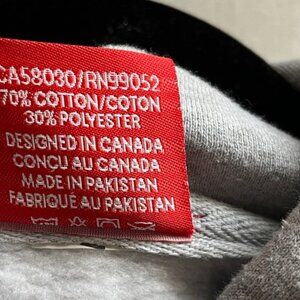 CA58030/RN99052
70% COTTON/COTON
30% POLYESTER
DESIGNED IN CANADA
CONÇU AU CANADA
MADE IN PAKISTAN
FABRIQUÉ AU PAKISTAN